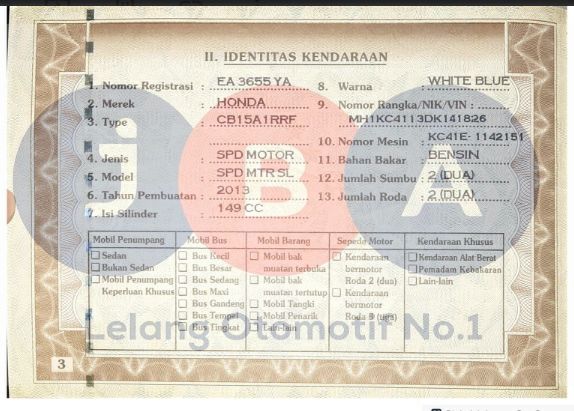 II. IDENTITAS KENDARAAN
1. Nomor Registrasi : EA 3655 YA
2. Merek : HONDA
3. Type : CB15A1RRF
4. Jenis : SPD MOTOR
5. Model : SPD MTR SL
6. Tahun Pembuatan : 2013
7. Isi Silinder : 149 CC
8. Warna : WHITE BLUE
9. Nomor Rangka/NIK/VIN :
MH1KC4113DK141826
10. Nomor Mesin : KC41E-1142151
11. Bahan Bakar : BENSIN
12. Jumlah Sumbu : 2 (DUA)
13. Jumlah Roda : 2 (DUA)
Mobil Penumpang
Sedan
Bukan Sedan
Mobil Penumpang
Keperluan Khusus
Mobil Bus
Bus Kecil
Bus Besar
Bus Sedang
Bus Maxi
Bus Gandeng
Bus Tempel
Bus Tingkat
Mobil Barang
Mobil bak
muatan terbuka
Mobil bak
muatan tertutup
Mobil Tangki
Mobil Penarik
Lain-lain
Sepeda Motor
Kendaraan
bermotor
Roda 2 (dua)
Kendaraan
bermotor
Roda 3 (tiga)
Kendaraan Khusus
Kendaraan Alat Berat
Pemadam Kebakaran
Lain-lain
3
jBA
Lelang Otomotif No.1